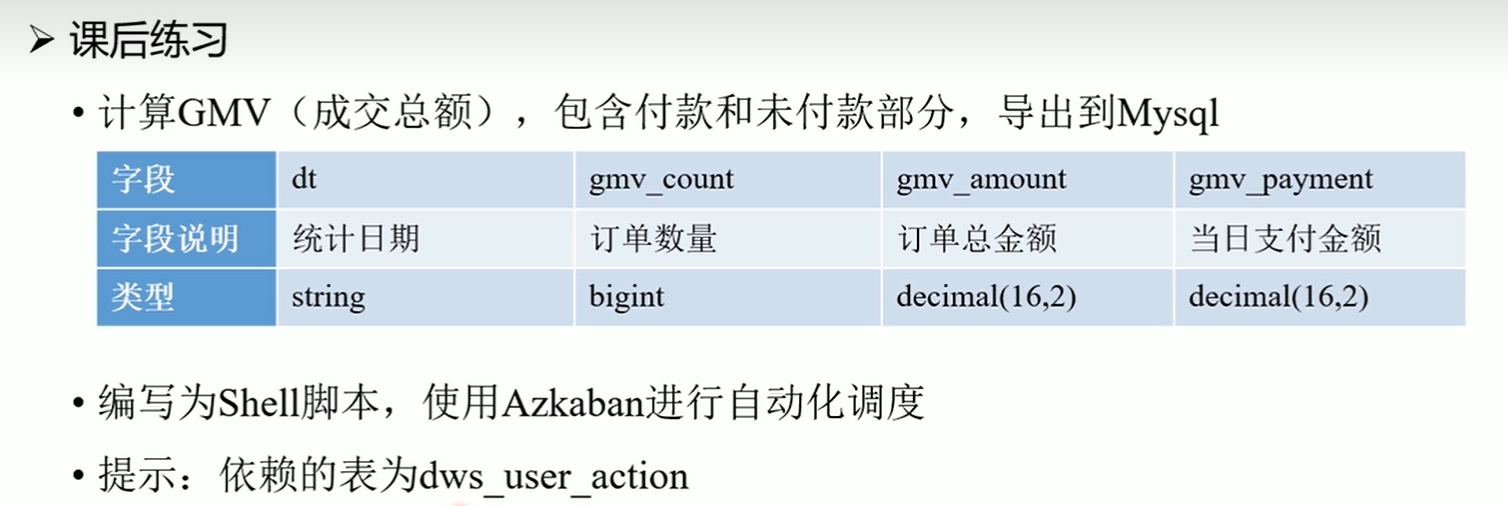 ➢ 课后练习
• 计算GMV（成交总额），包含付款和未付款部分，导出到Mysql
字段 dt gmv_count gmv_amount gmv_payment
字段说明 统计日期 订单数量 订单总金额 当日支付金额
类型 string bigint decimal(16,2) decimal(16,2)
• 编写为Shell脚本，使用Azkaban进行自动化调度
• 提示：依赖的表为dws_user_action